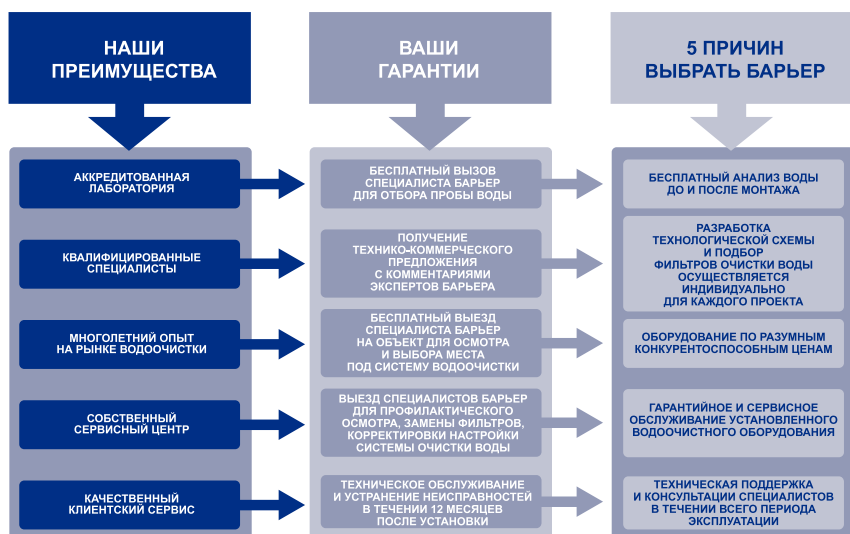 НАШИ
ПРЕИМУЩЕСТВА
ВАШИ
ГАРАНТИИ
5 ПРИЧИН
ВЫБРАТЬ БАРЬЕР
АККРЕДИТОВАННАЯ
ЛАБОРАТОРИЯ
БЕСПЛАТНЫЙ ВЫЗОВ
СПЕЦИАЛИСТА БАРЬЕР
ДЛЯ ОТБОРА ПРОБЫ ВОДЫ
БЕСПЛАТНЫЙ АНАЛИЗ ВОДЫ
ДО И ПОСЛЕ МОНТАЖА
КВАЛИФИЦИРОВАННЫЕ
СПЕЦИАЛИСТЫ
ПОЛУЧЕНИЕ
ТЕХНИКО-КОММЕРЧЕСКОГО
ПРЕДЛОЖЕНИЯ
С КОММЕНТАРИЯМИ
ЭКСПЕРТОВ БАРЬЕРА
РАЗРАБОТКА
ТЕХНОЛОГИЧЕСКОЙ СХЕМЫ
И ПОДБОР
ФИЛЬТРОВ ОЧИСТКИ ВОДЫ
ОСУЩЕСТВЛЯЕТСЯ
ИНДИВИДУАЛЬНО
ДЛЯ КАЖДОГО ПРОЕКТА
МНОГОЛЕТНИЙ ОПЫТ
НА РЫНКЕ ВОДООЧИСТКИ
БЕСПЛАТНЫЙ ВЫЕЗД
СПЕЦИАЛИСТА БАРЬЕР
НА ОБЪЕКТ ДЛЯ ОСМОТРА
И ВЫБОРА МЕСТА
ПОД СИСТЕМУ ВОДООЧИСТКИ
ОБОРУДОВАНИЕ ПО РАЗУМНЫМ
КОНКУРЕНТОСПОСОБНЫМ ЦЕНАМ
СОБСТВЕННЫЙ
СЕРВИСНЫЙ ЦЕНТР
ВЫЕЗД СПЕЦИАЛИСТОВ БАРЬЕР
ДЛЯ ПРОФИЛАКТИЧЕСКОГО
ОСМОТРА, ЗАМЕНЫ ФИЛЬТРОВ,
КОРРЕКТИРОВКИ НАСТРОЙКИ
СИСТЕМЫ ОЧИСТКИ ВОДЫ
ГАРАНТИЙНОЕ И СЕРВИСНОЕ
ОБСЛУЖИВАНИЕ УСТАНОВЛЕННОГО
ВОДООЧИСТНОГО ОБОРУДОВАНИЯ
КАЧЕСТВЕННЫЙ
КЛИЕНТСКИЙ СЕРВИС
ТЕХНИЧЕСКОЕ ОБСЛУЖИВАНИЕ
И УСТРАНЕНИЕ НЕИСПРАВНОСТЕЙ
В ТЕЧЕНИИ 12 МЕСЯЦЕВ
ПОСЛЕ УСТАНОВКИ
ТЕХНИЧЕСКАЯ ПОДДЕРЖКА
И КОНСУЛЬТАЦИИ СПЕЦИАЛИСТОВ
В ТЕЧЕНИИ ВСЕГО ПЕРИОДА
ЭКСПЛУАТАЦИИ